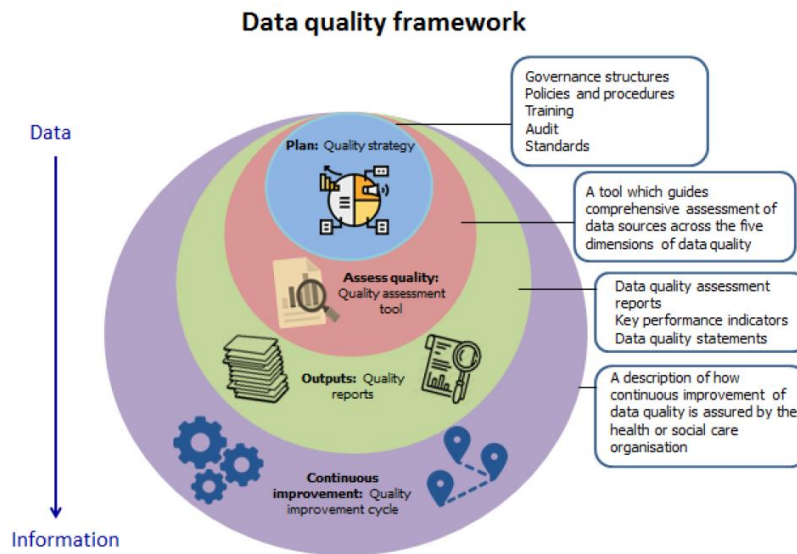 Data quality framework
Data
Information
Plan: Quality strategy
Assess quality:
Quality assessment
tool
Outputs: Quality
reports
Continuous
improvement: Quality
improvement cycle
Governance structures
Policies and procedures
Training
Audit
Standards
A tool which guides
comprehensive assessment of
data sources across the five
dimensions of data quality
Data quality assessment
reports
Key performance indicators
Data quality statements
A description of how
continuous improvement of
data quality is assured by the
health or social care
organisation